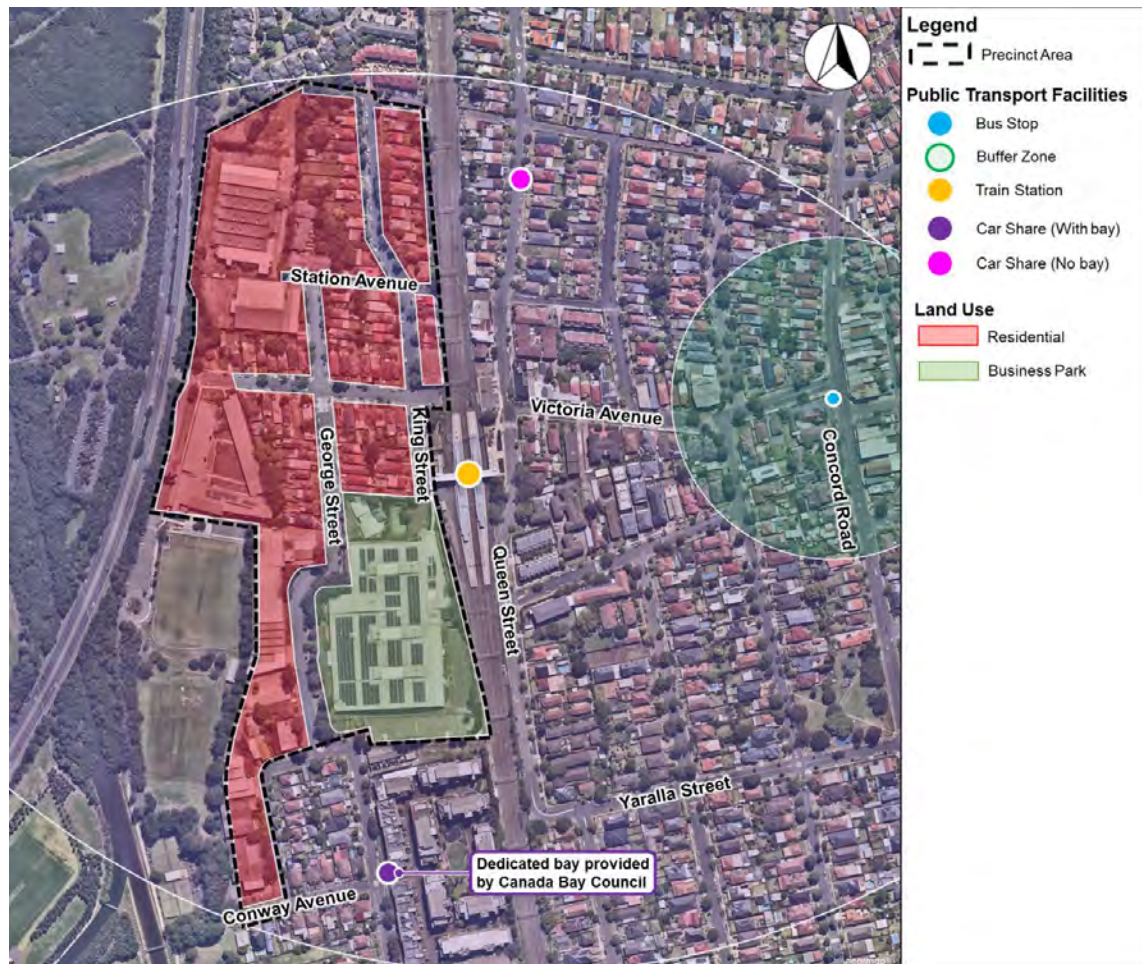 Legend
Precinct Area
Public Transport Facilities
Bus Stop
Buffer Zone
Train Station
Car Share (With bay)
Car Share (No bay)
Land Use
Residential
Business Park
Station Avenue
Victoria Avenue
King Street
George Street
Concord Road
Queen Street
Yaralla Street
Dedicated bay provided
by Canada Bay Council
Conway Avenue